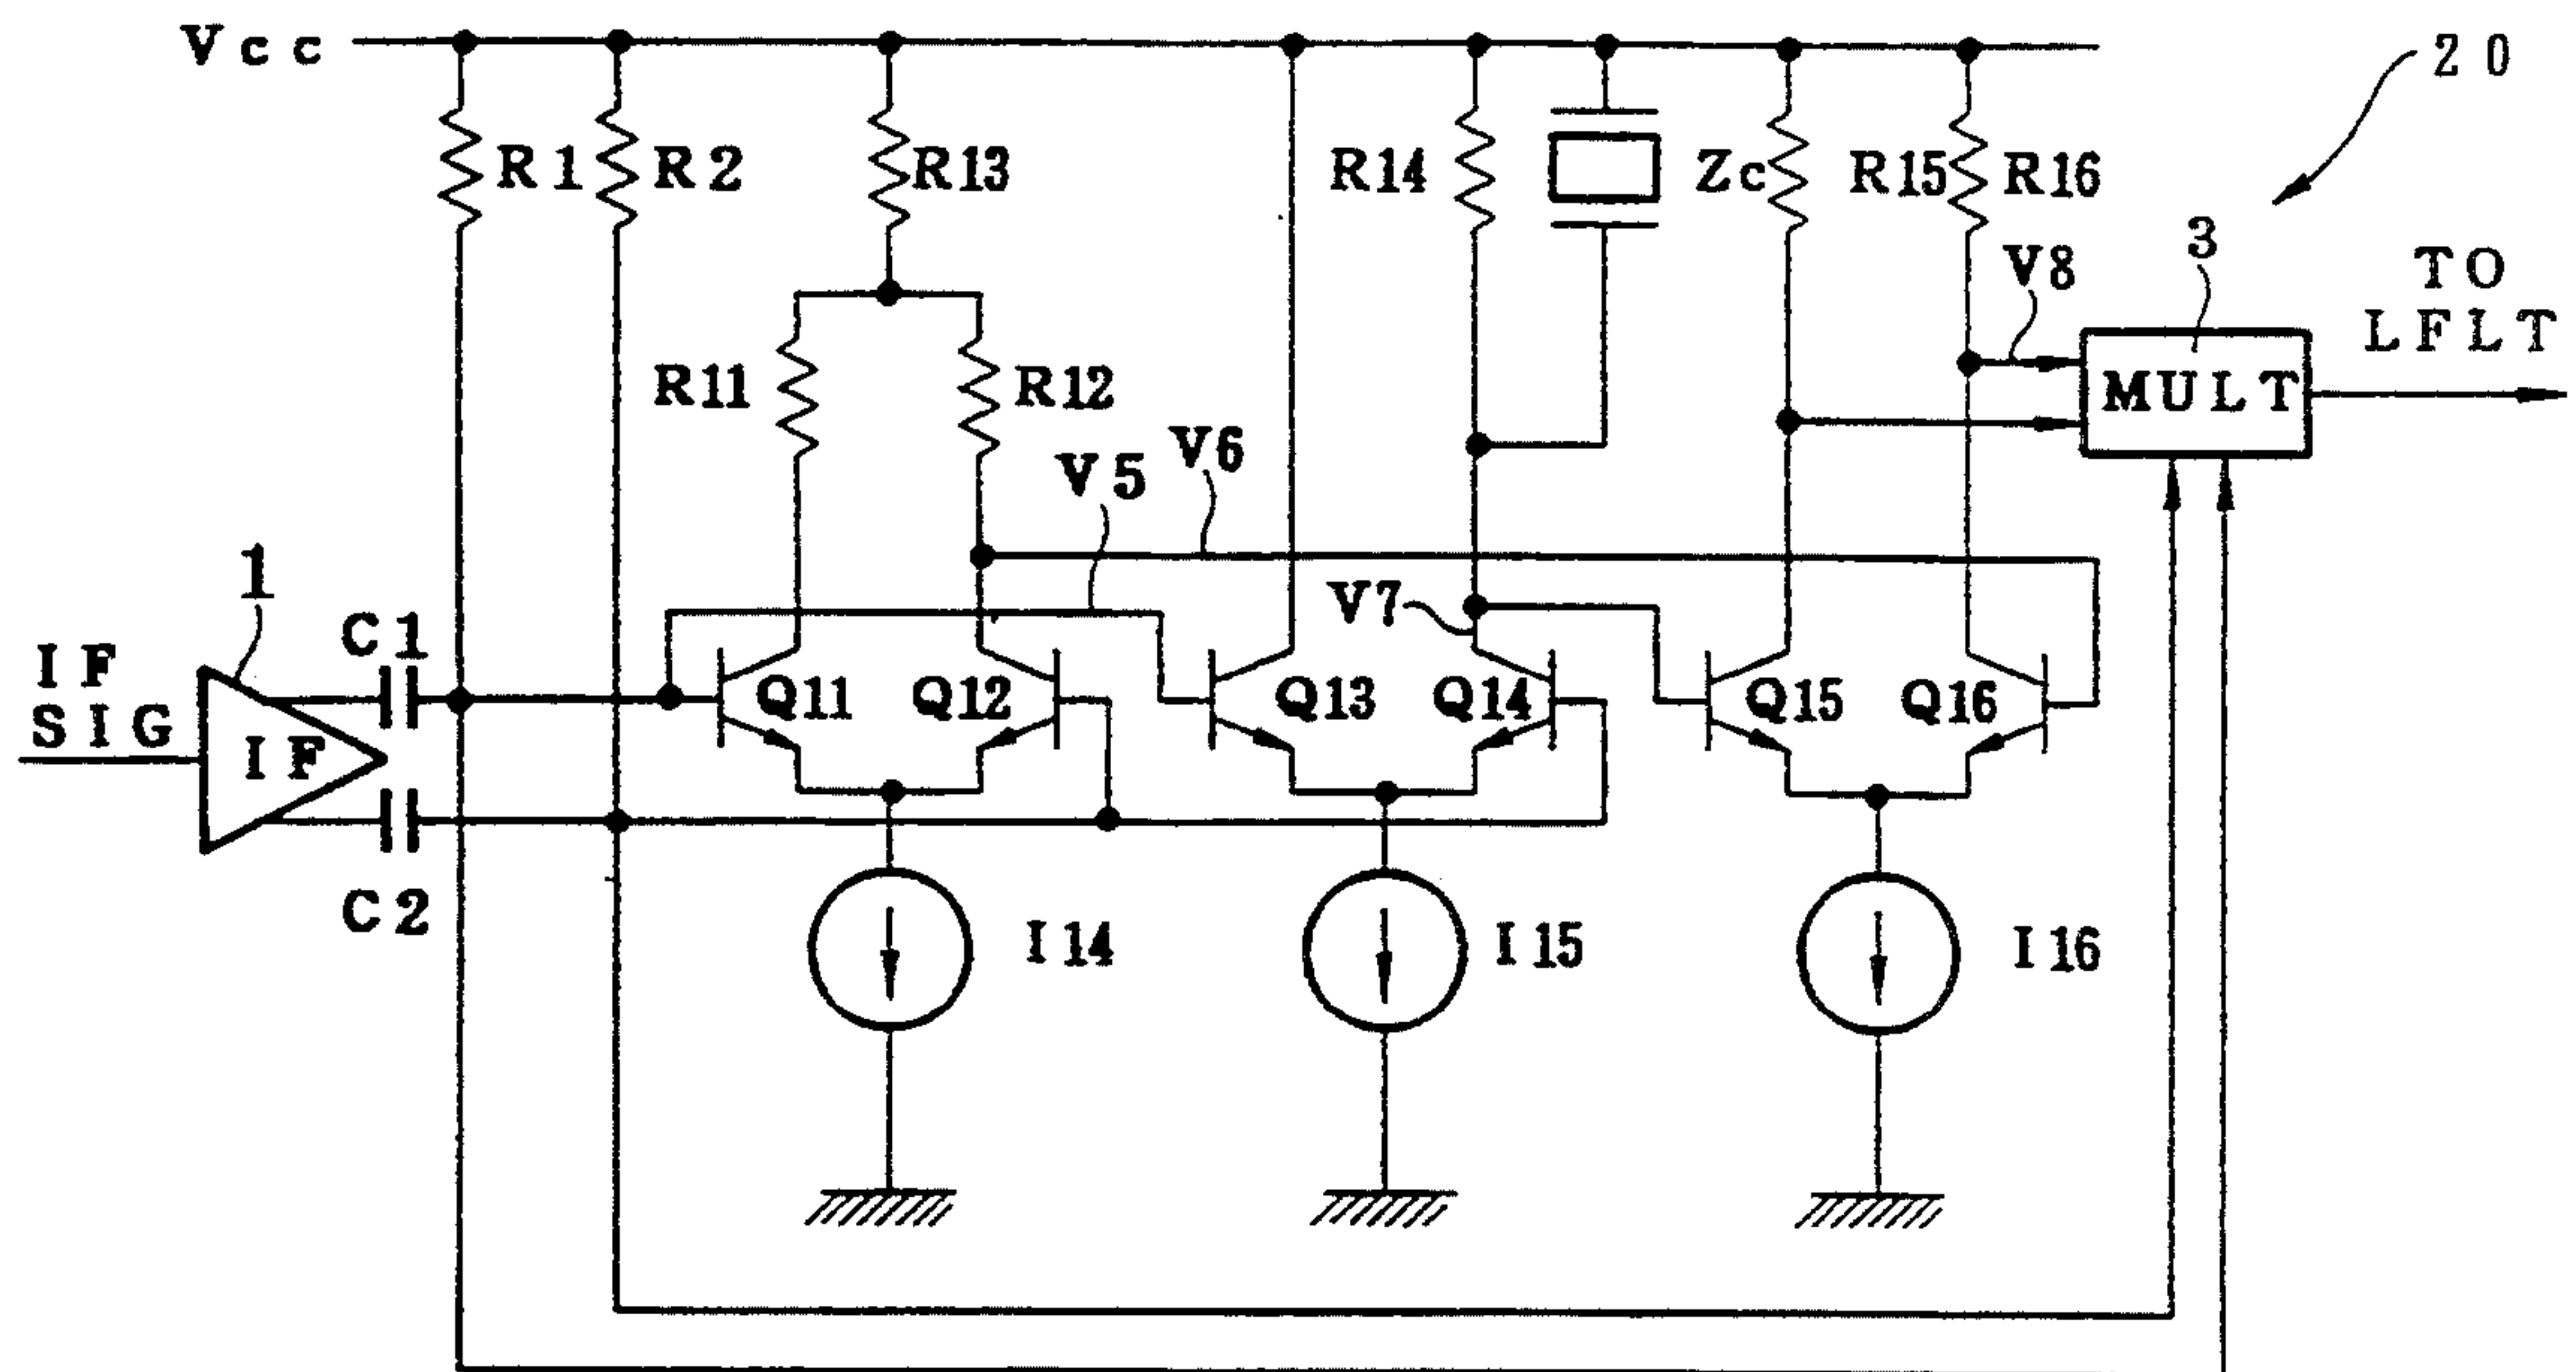 Vcc
20
R1
R2
R13
R14
Zc
R15
R16
3
V8
TO
LFLT
MULT
R11
R12
V5
V6
1
C1
IF
SIG
IF
V7
Q11
Q12
Q13
Q14
Q15
Q16
C2
I14
I15
I16